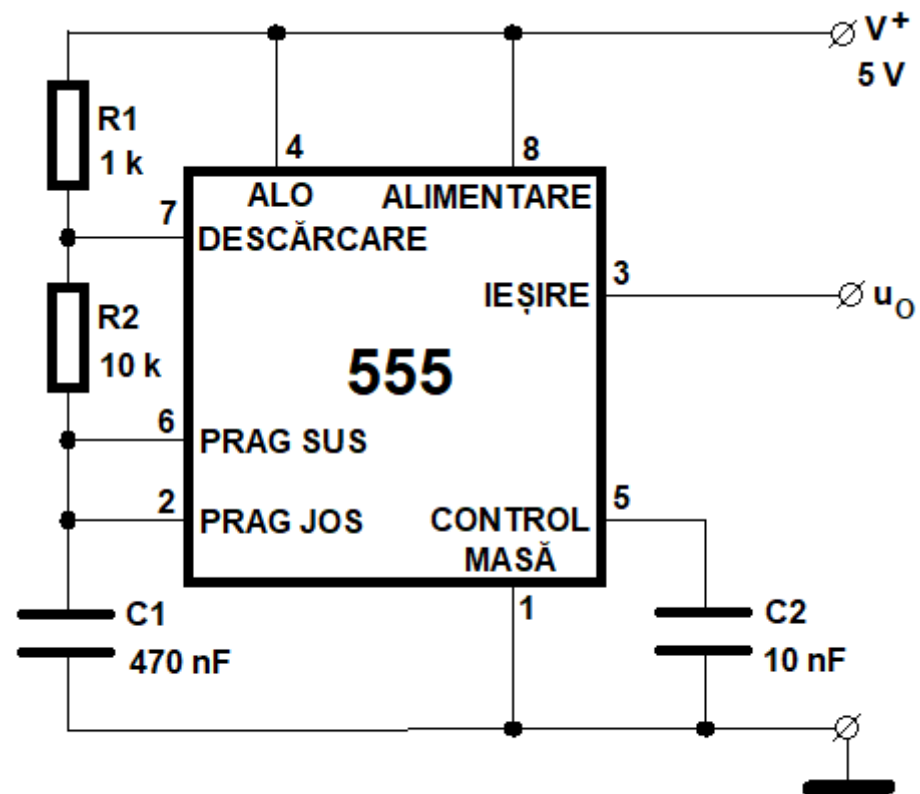 V+
5 V
R1
1 k
4
8
ALO
ALIMENTARE
7
DESCĂRCARE
3
IEȘIRE
uO
R2
10 k
555
6
PRAG SUS
2
PRAG JOS
5
CONTROL
MASĂ
1
C1
470 nF
C2
10 nF